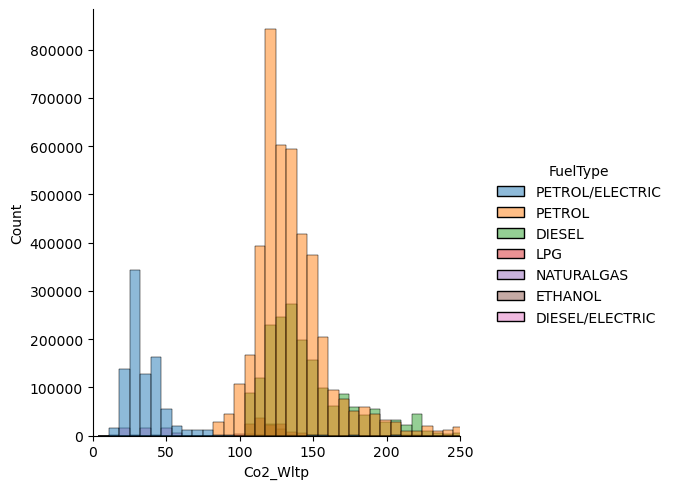 800000
700000
600000
500000
400000
300000
200000
100000
0
Count
0 50 100 150 200 250
Co2_Wltp
FuelType
PETROL/ELECTRIC
PETROL
DIESEL
LPG
NATURALGAS
ETHANOL
DIESEL/ELECTRIC